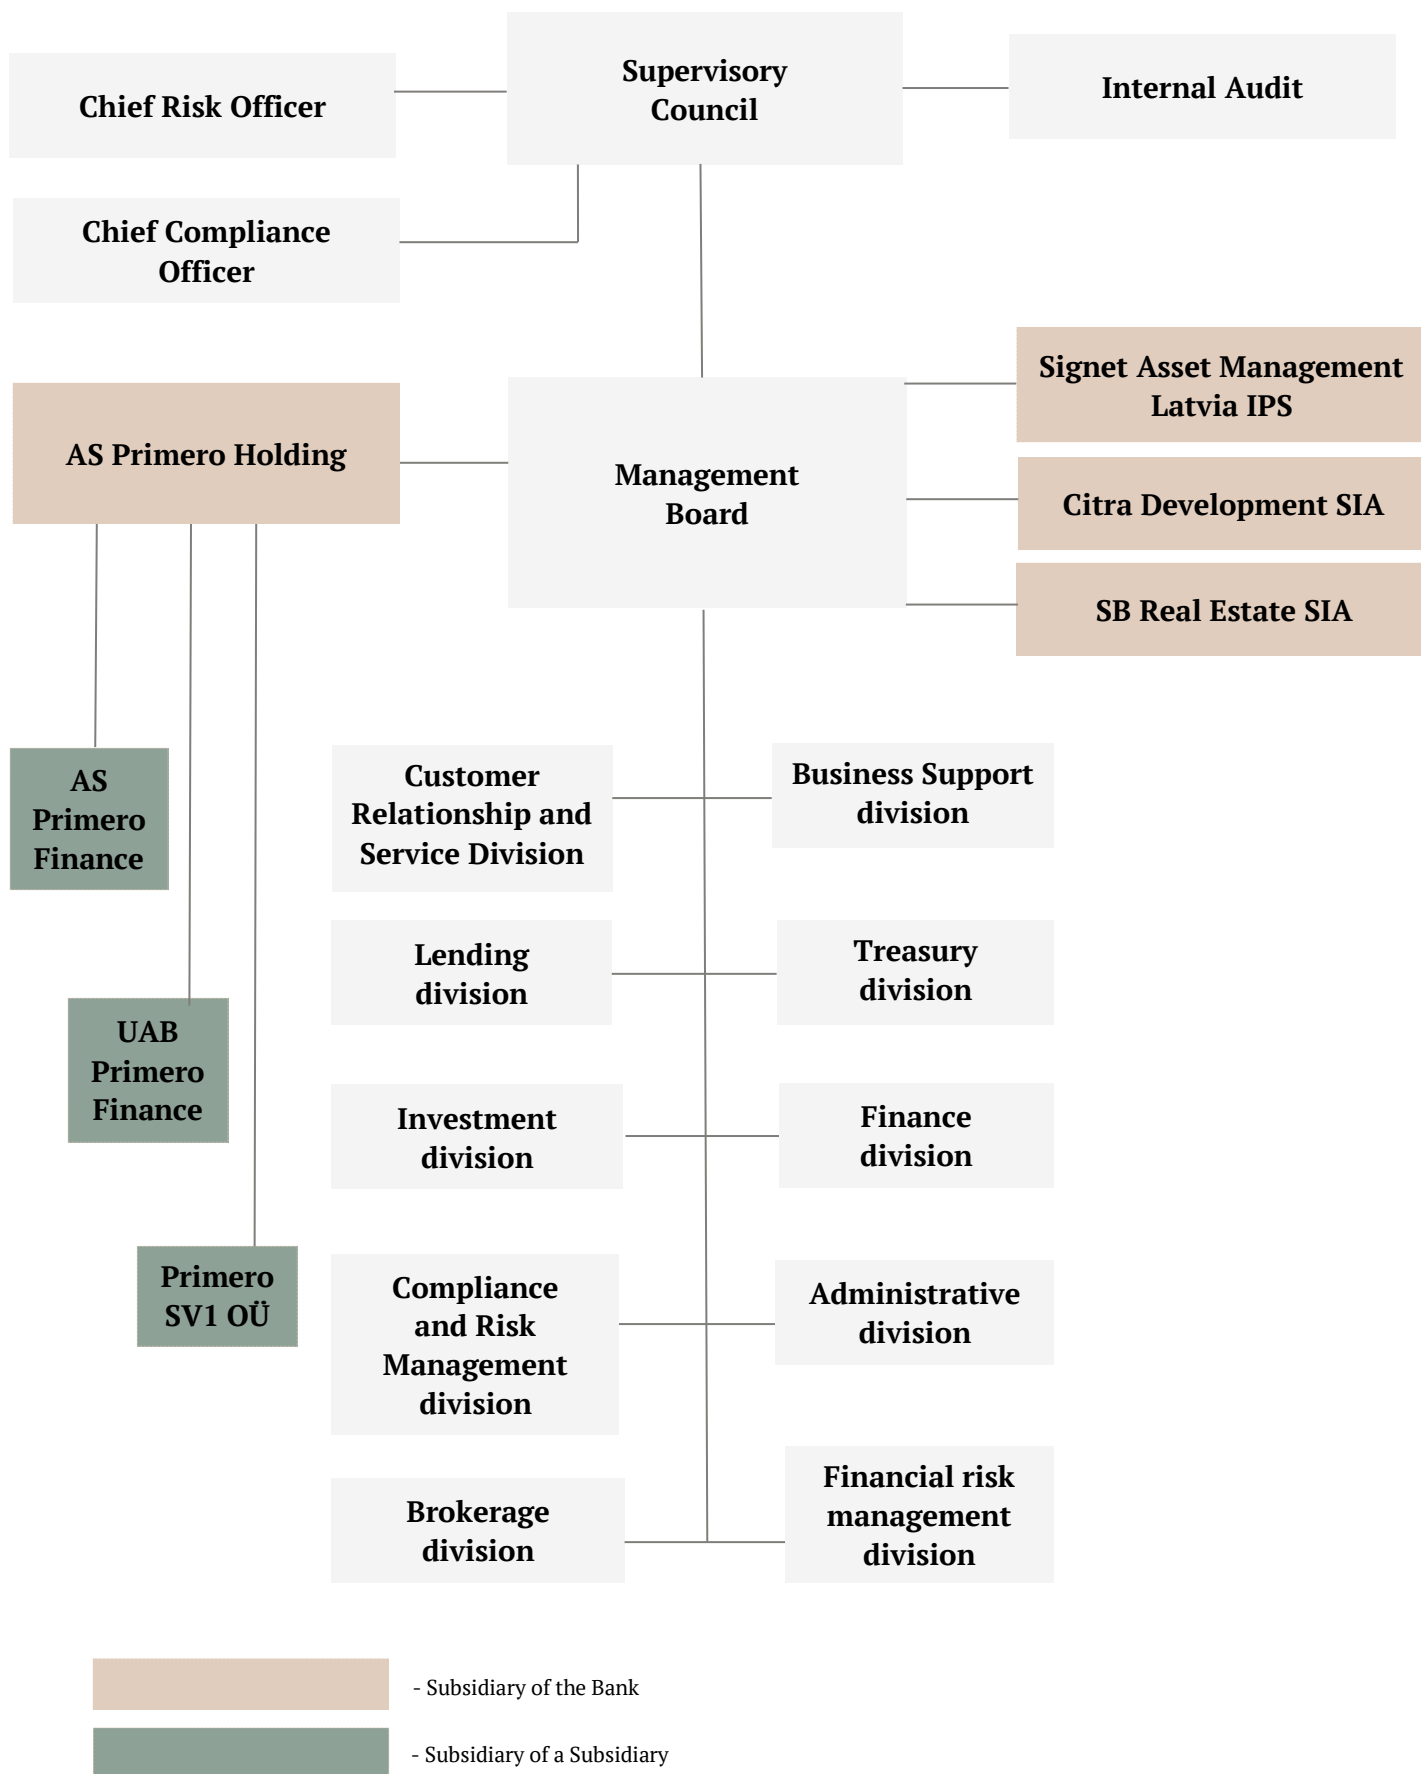 Supervisory
Council
Chief Risk Officer
Internal Audit
Chief Compliance
Officer
Signet Asset Management
Latvia IPS
AS Primero Holding
Management
Board
Citra Development SIA
SB Real Estate SIA
AS
Primero
Finance
Customer
Relationship and
Service Division
Business Support
division
Lending
division
Treasury
division
UAB
Primero
Finance
Investment
division
Finance
division
Primero
SV1 OÜ
Compliance
and Risk
Management
division
Administrative
division
Brokerage
division
Financial risk
management
division
- Subsidiary of the Bank
- Subsidiary of a Subsidiary